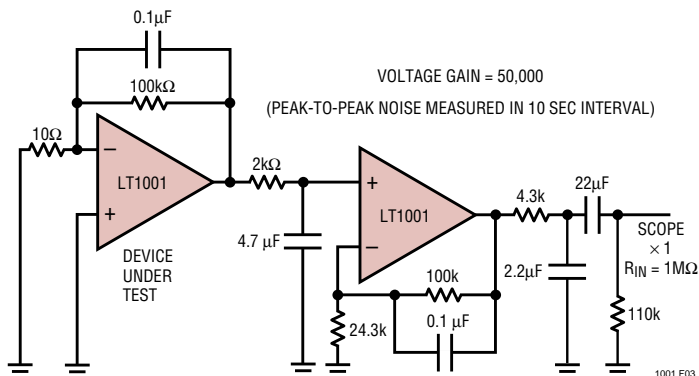 0.1µF
100kΩ
VOLTAGE GAIN = 50,000
(PEAK-TO-PEAK NOISE MEASURED IN 10 SEC INTERVAL)
10Ω
–
LT1001
+
DEVICE
UNDER
TEST
2kΩ
4.7 µF
+
LT1001
–
4.3k
22µF
SCOPE
× 1
RIN = 1MΩ
2.2µF
100k
24.3k
0.1 µF
110k
1001 F03